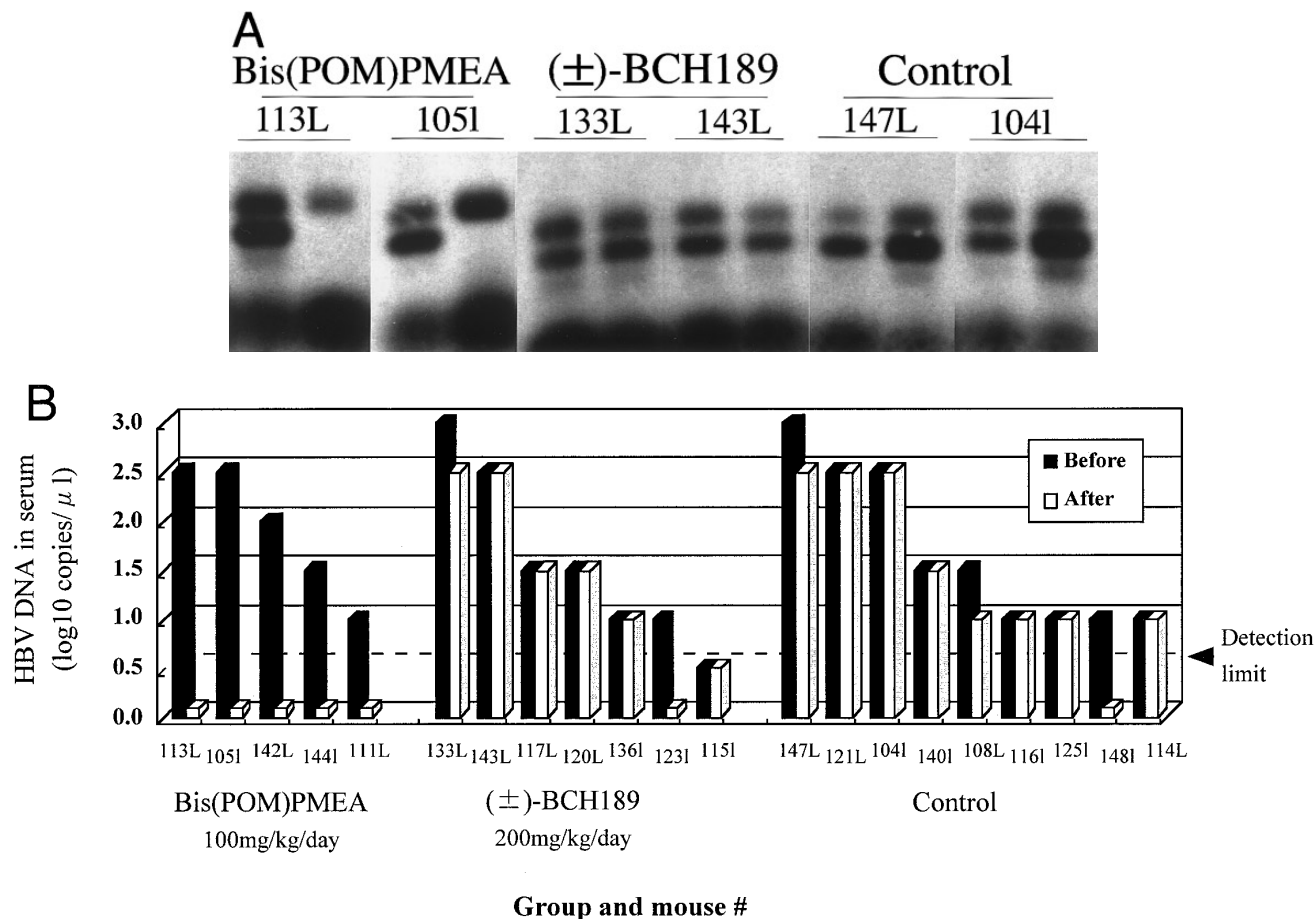 A
Bis(POM)PMEA (±)-BCH189 Control
113L 105l 133L 143L 147L 104l
B
HBV DNA in serum
(log10 copies/μl)
3.0
2.5
2.0
1.5
1.0
0.5
0.0
Before
After
Detection
limit
113L 105l 142L 144l 111L 133L 143L 117L 120L 136l 123l 115l 147L 121L 104l 140l 108L 116l 125l 148l 114L
Bis(POM)PMEA (±)-BCH189 Control
100mg/kg/day 200mg/kg/day
Group and mouse #